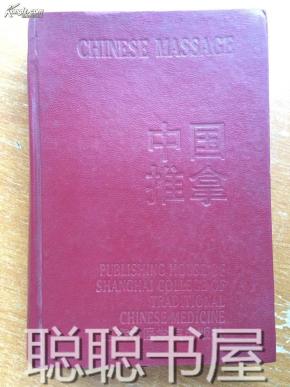 CHINESE MASSAGE
中国
推拿
PUBLISHING HOUSE OF
SHANGHAI COLLEGE OF
TRADITIONAL
CHINESE MEDICINE
聪聪书屋